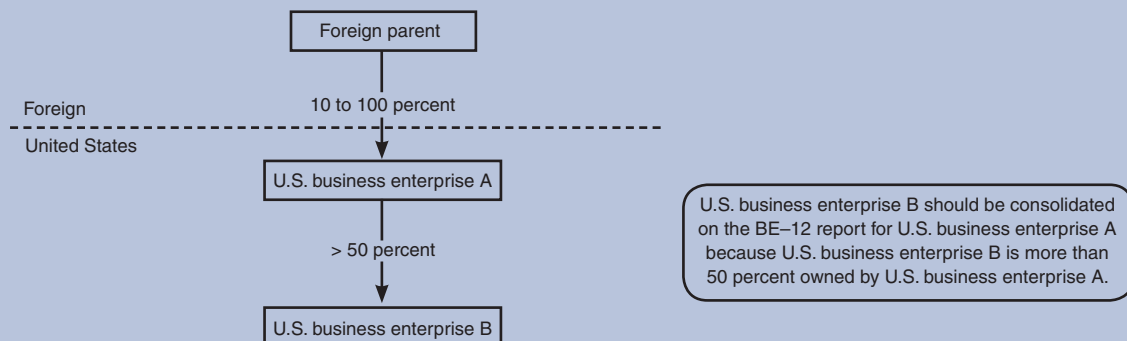 Foreign parent
Foreign
10 to 100 percent
United States
U.S. business enterprise A
> 50 percent
U.S. business enterprise B
U.S. business enterprise B should be consolidated
on the BE–12 report for U.S. business enterprise A
because U.S. business enterprise B is more than
50 percent owned by U.S. business enterprise A.